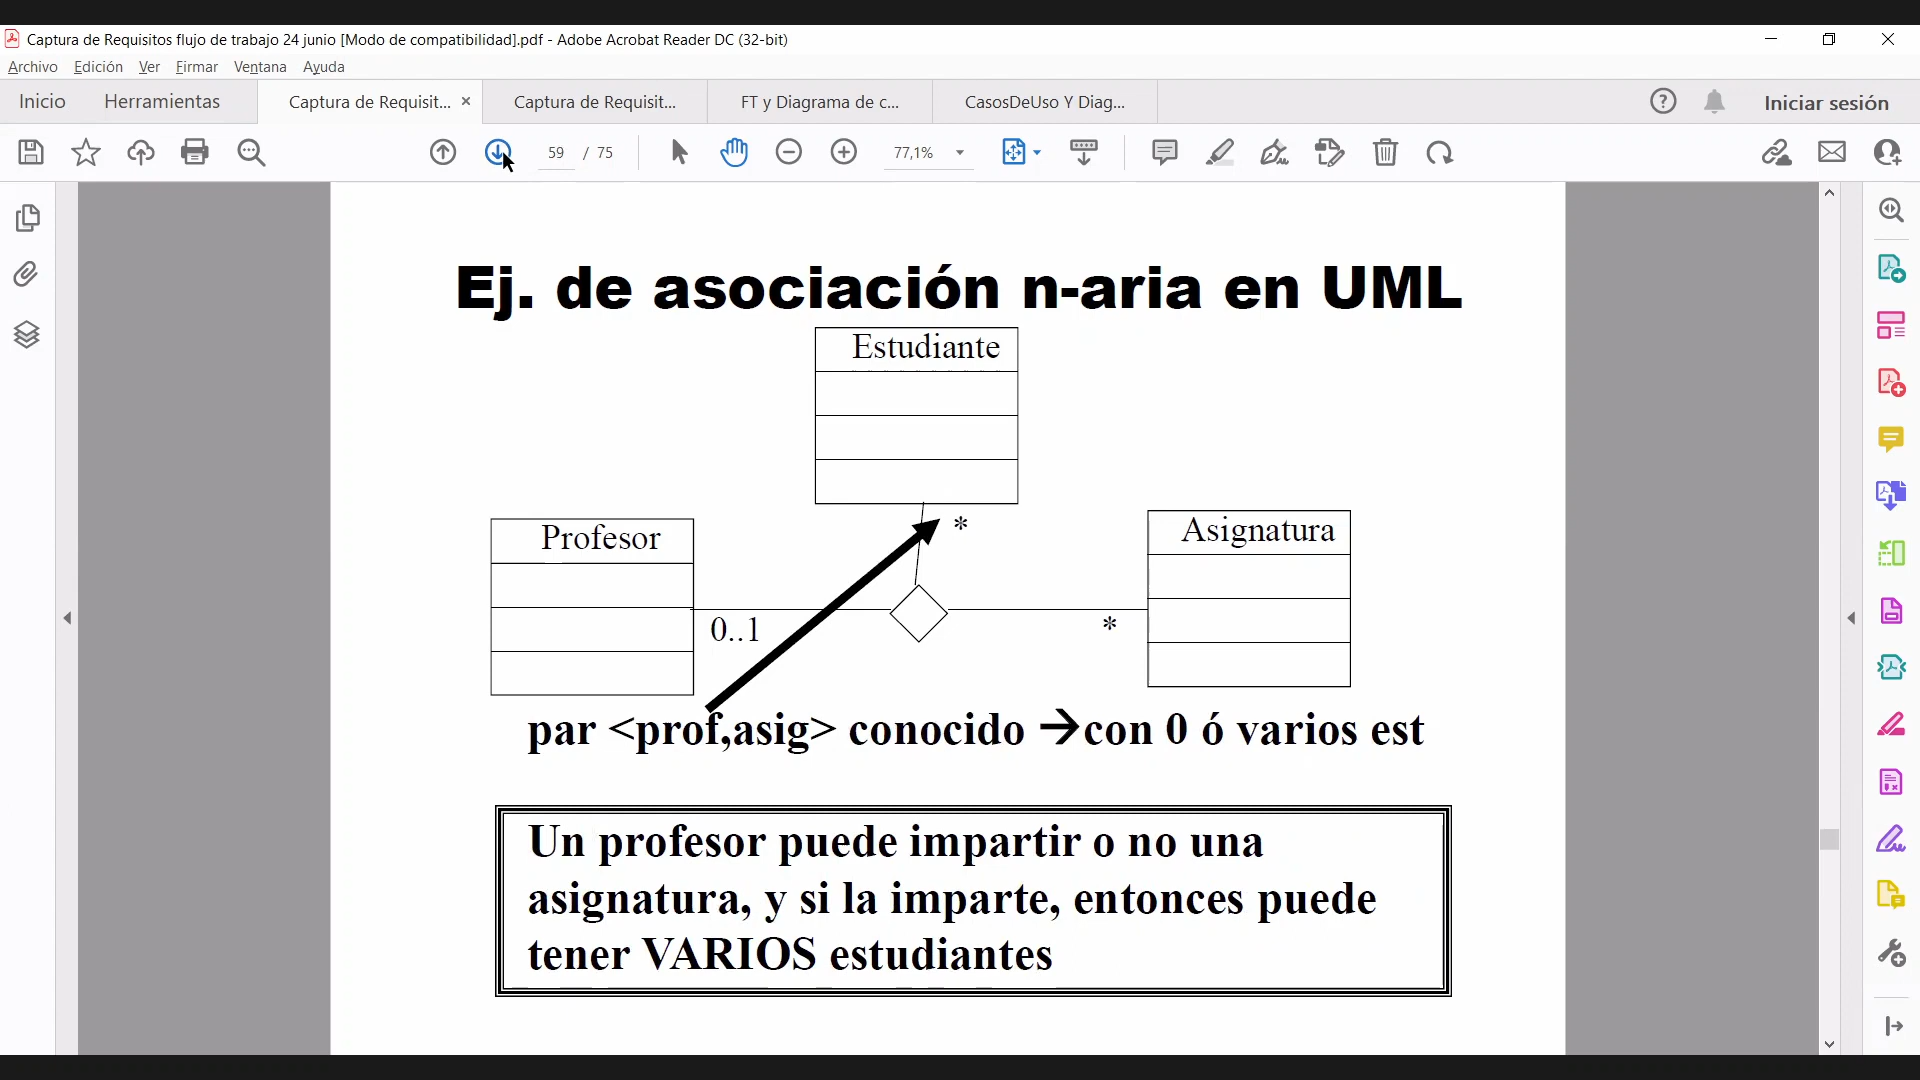 Captura de Requisitos flujo de trabajo 24 junio [Modo de compatibilidad].pdf - Adobe Acrobat Reader DC (32-bit)
Archivo Edición Ver Firmar Ventana Ayuda
Inicio Herramientas Captura de Requisit... × Captura de Requisit... FT y Diagrama de c... CasosDeUso Y Diag... Iniciar sesión
59 / 75 77,1%
Ej. de asociación n-aria en UML
Estudiante
*
Profesor
Asignatura
0..1
*
par <prof,asig> conocido →con 0 ó varios est
Un profesor puede impartir o no una
asignatura, y si la imparte, entonces puede
tener VARIOS estudiantes